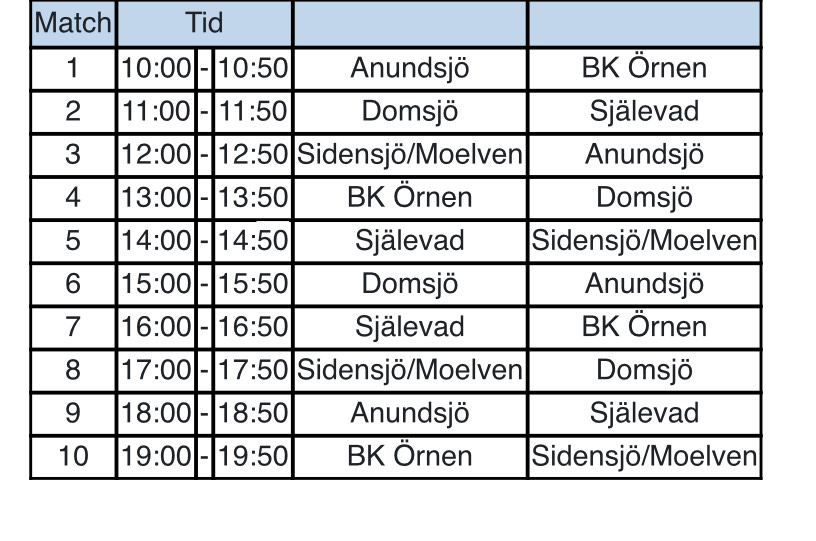 Match Tid
1 10:00 - 10:50 Anundsjö BK Örnen
2 11:00 - 11:50 Domsjö Själevad
3 12:00 - 12:50 Sidensjö/Moelven Anundsjö
4 13:00 - 13:50 BK Örnen Domsjö
5 14:00 - 14:50 Själevad Sidensjö/Moelven
6 15:00 - 15:50 Domsjö Anundsjö
7 16:00 - 16:50 Själevad BK Örnen
8 17:00 - 17:50 Sidensjö/Moelven Domsjö
9 18:00 - 18:50 Anundsjö Själevad
10 19:00 - 19:50 BK Örnen Sidensjö/Moelven